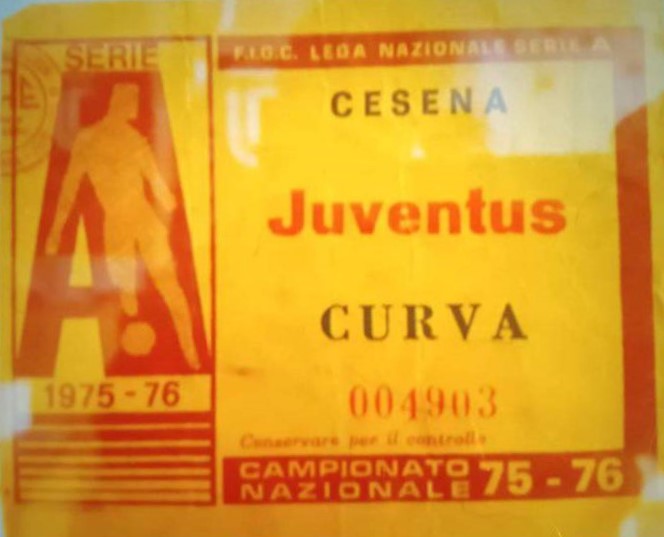 SERIE
A
1975-76
F.I.G.C. LEGA NAZIONALE SERIE A
CESENA
Juventus
CURVA
004903
Conservare per il controllo
CAMPIONATO
NAZIONALE 75-76